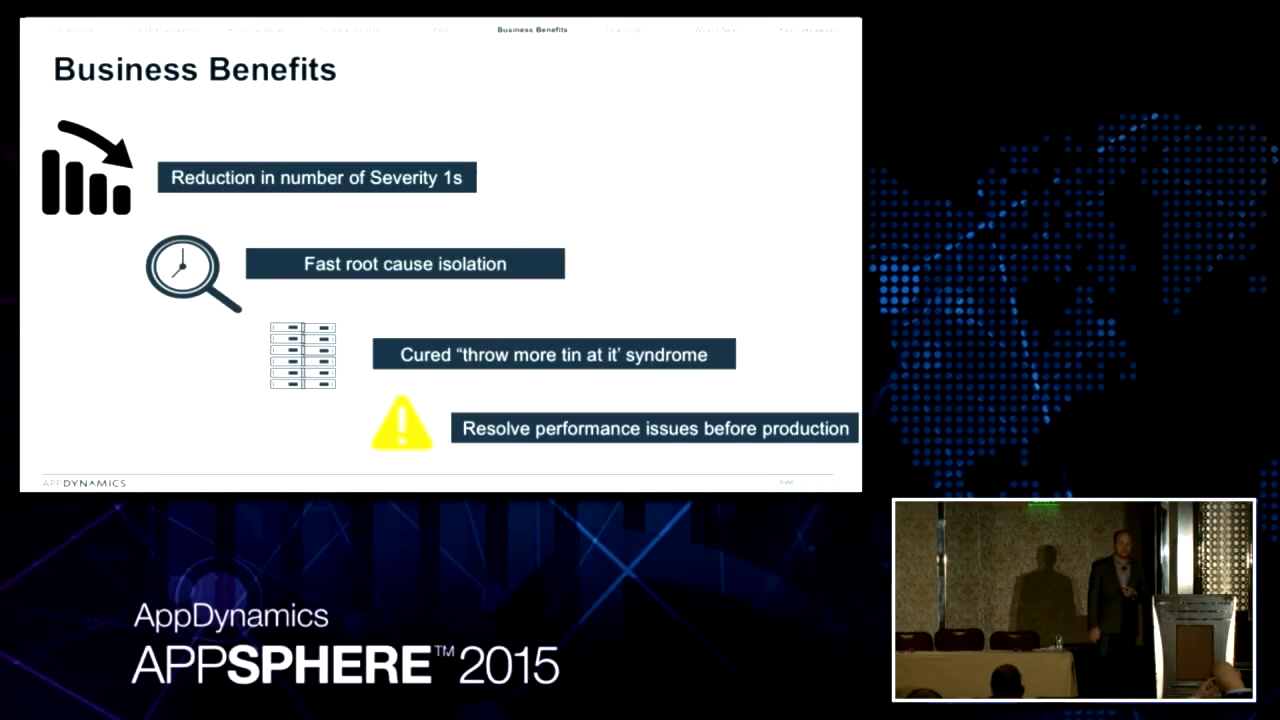 Business Benefits
Business Benefits
Reduction in number of Severity 1s
Fast root cause isolation
Cured “throw more tin at it’ syndrome
Resolve performance issues before production
APPDYNAMICS
AppDynamics
APPSPHERE™ 2015